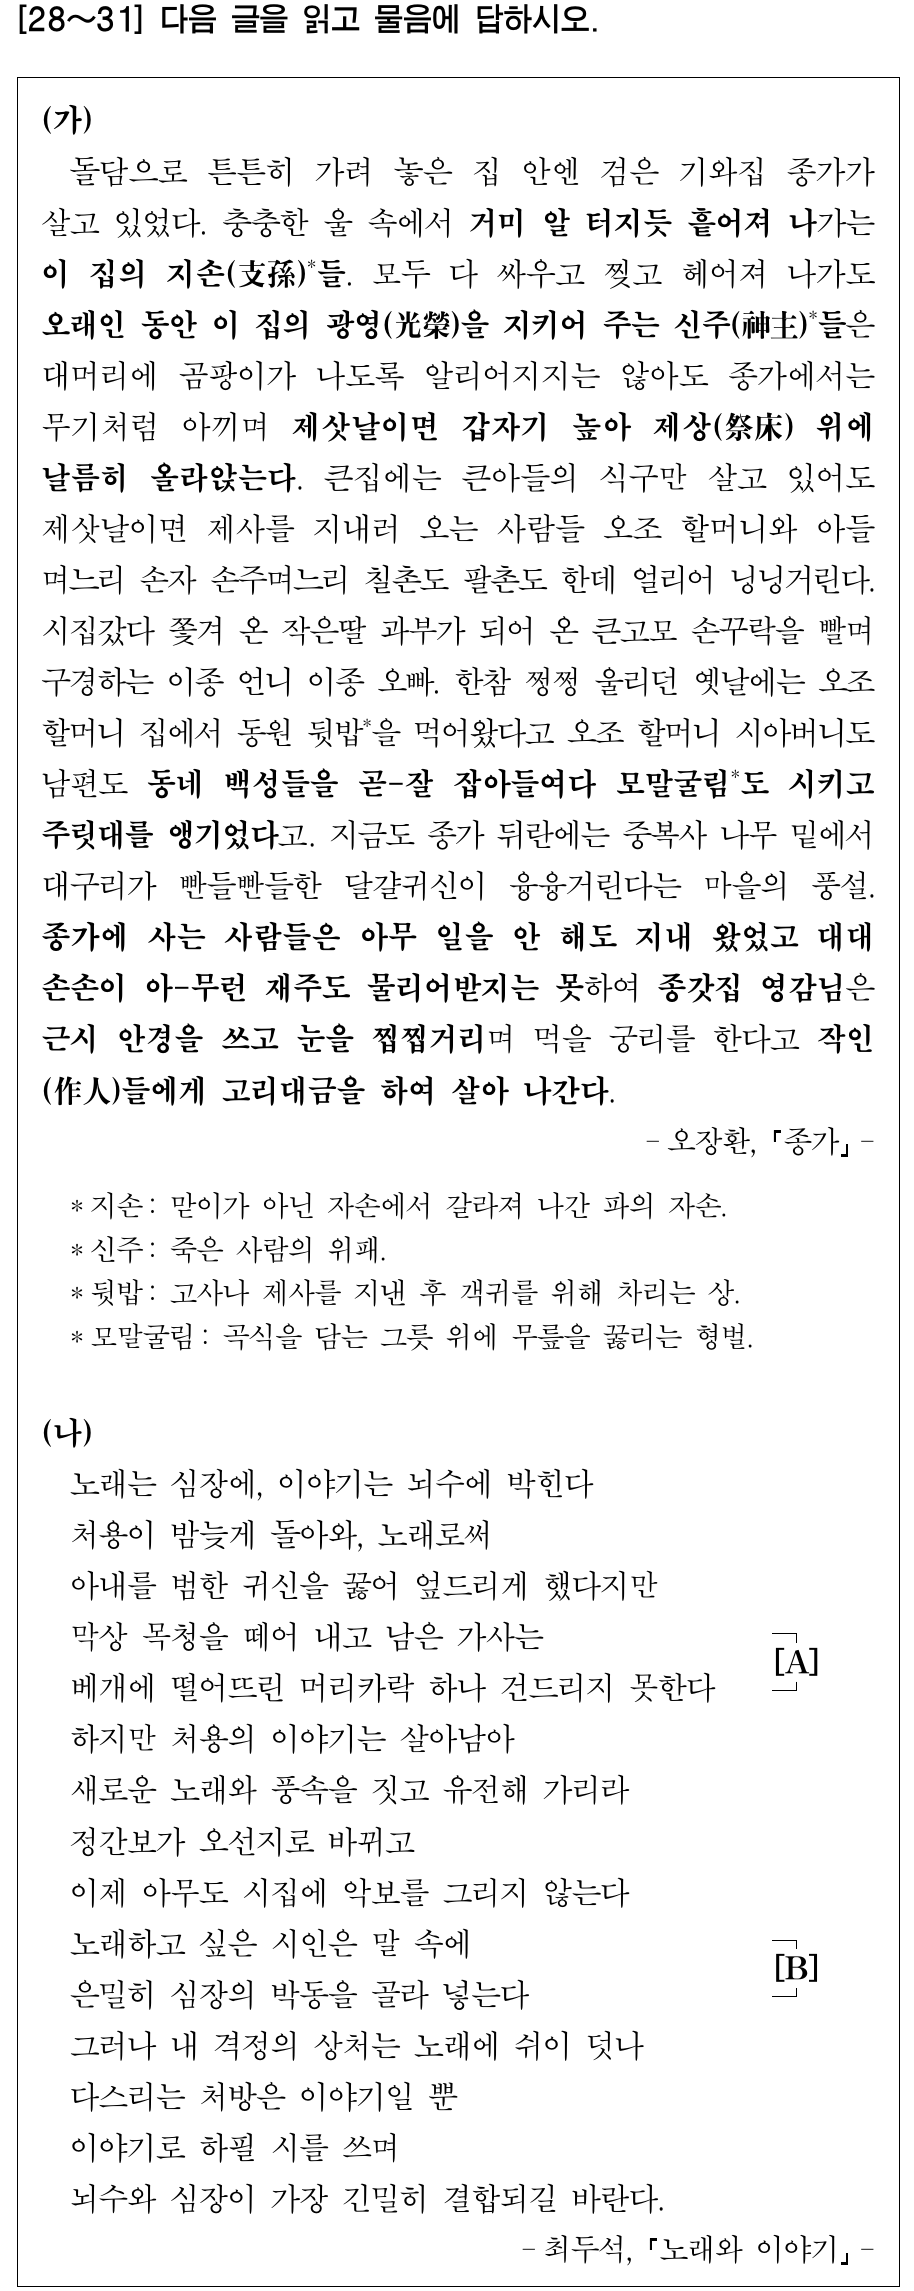 [28～31] 다음 글을 읽고 물음에 답하시오.
(가)
돌담으로 튼튼히 가려 놓은 집 안엔 검은 기와집 종가가
살고 있었다. 충충한 울 속에서 거미 알 터지듯 흩어져 나가는
이 집의 지손(支孫)*들. 모두 다 싸우고 찢고 헤어져 나가도
오래인 동안 이 집의 광영(光榮)을 지키어 주는 신주(神主)*들은
대머리에 곰팡이가 나도록 알리어지지는 않아도 종가에서는
무기처럼 아끼며 제삿날이면 갑자기 높아 제상(祭床) 위에
날름히 올라앉는다. 큰집에는 큰아들의 식구만 살고 있어도
제삿날이면 제사를 지내러 오는 사람들 오조 할머니와 아들
며느리 손자 손주며느리 칠촌도 팔촌도 한데 얼리어 닝닝거린다.
시집갔다 쫓겨 온 작은딸 과부가 되어 온 큰고모 손꾸락을 빨며
구경하는 이종 언니 이종 오빠. 한참 쩡쩡 울리던 옛날에는 오조
할머니 집에서 동원 뒷밥*을 먹어왔다고 오조 할머니 시아버니도
남편도 동네 백성들을 곧-잘 잡아들여다 모말굴림*도 시키고
주릿대를 앵기었다고. 지금도 종가 뒤란에는 중복사 나무 밑에서
대구리가 빤들빤들한 달걀귀신이 융융거린다는 마을의 풍설.
종가에 사는 사람들은 아무 일을 안 해도 지내 왔었고 대대
손손이 아-무런 재주도 물리어받지는 못하여 종갓집 영감님은
근시 안경을 쓰고 눈을 찝찝거리며 먹을 궁리를 한다고 작인
(作人)들에게 고리대금을 하여 살아 나간다.
- 오장환, 「종가」 -
* 지손 : 맏이가 아닌 자손에서 갈라져 나간 파의 자손.
* 신주 : 죽은 사람의 위패.
* 뒷밥 : 고사나 제사를 지낸 후 객귀를 위해 차리는 상.
* 모말굴림 : 곡식을 담는 그릇 위에 무릎을 꿇리는 형벌.
(나)
노래는 심장에, 이야기는 뇌수에 박힌다
처용이 밤늦게 돌아와, 노래로써
아내를 범한 귀신을 꿇어 엎드리게 했다지만
막상 목청을 떼어 내고 남은 가사는
[A]
베개에 떨어뜨린 머리카락 하나 건드리지 못한다
하지만 처용의 이야기는 살아남아
새로운 노래와 풍속을 짓고 유전해 가리라
정간보가 오선지로 바뀌고
이제 아무도 시집에 악보를 그리지 않는다
노래하고 싶은 시인은 말 속에
[B]
은밀히 심장의 박동을 골라 넣는다
그러나 내 격정의 상처는 노래에 쉬이 덧나
다스리는 처방은 이야기일 뿐
이야기로 하필 시를 쓰며
뇌수와 심장이 가장 긴밀히 결합되길 바란다.
- 최두석, 「노래와 이야기」 -